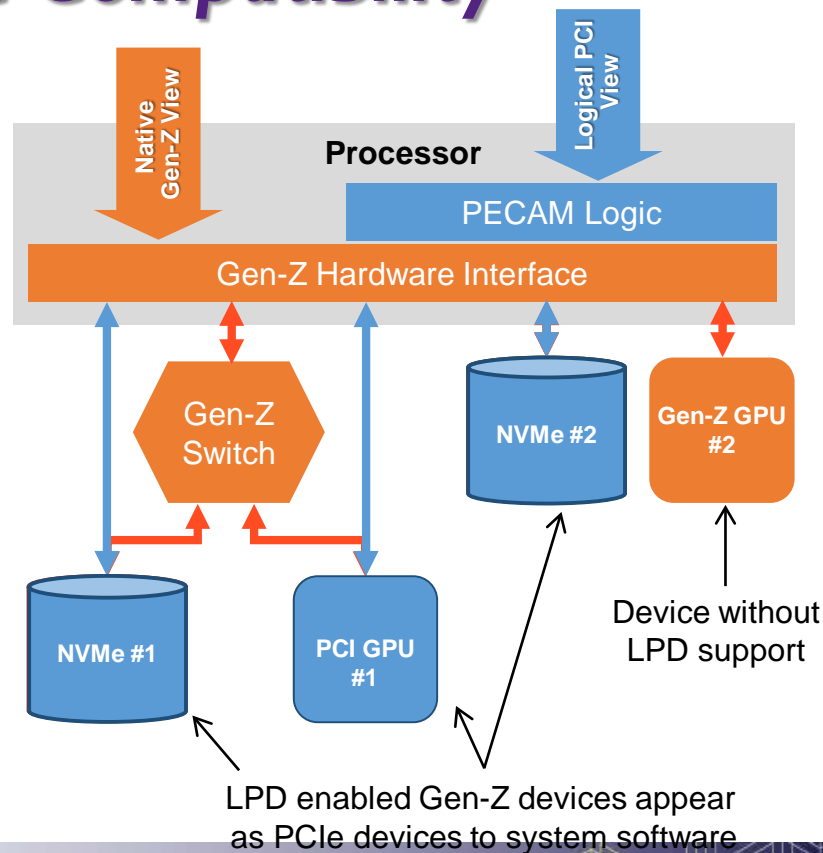 Compatibility
Native
Gen-Z View
Logical PCI
View
Processor
PECAM Logic
Gen-Z Hardware Interface
Gen-Z
Switch
NVMe #2
Gen-Z GPU
#2
NVMe #1
PCI GPU
#1
Device without
LPD support
LPD enabled Gen-Z devices appear
as PCIe devices to system software